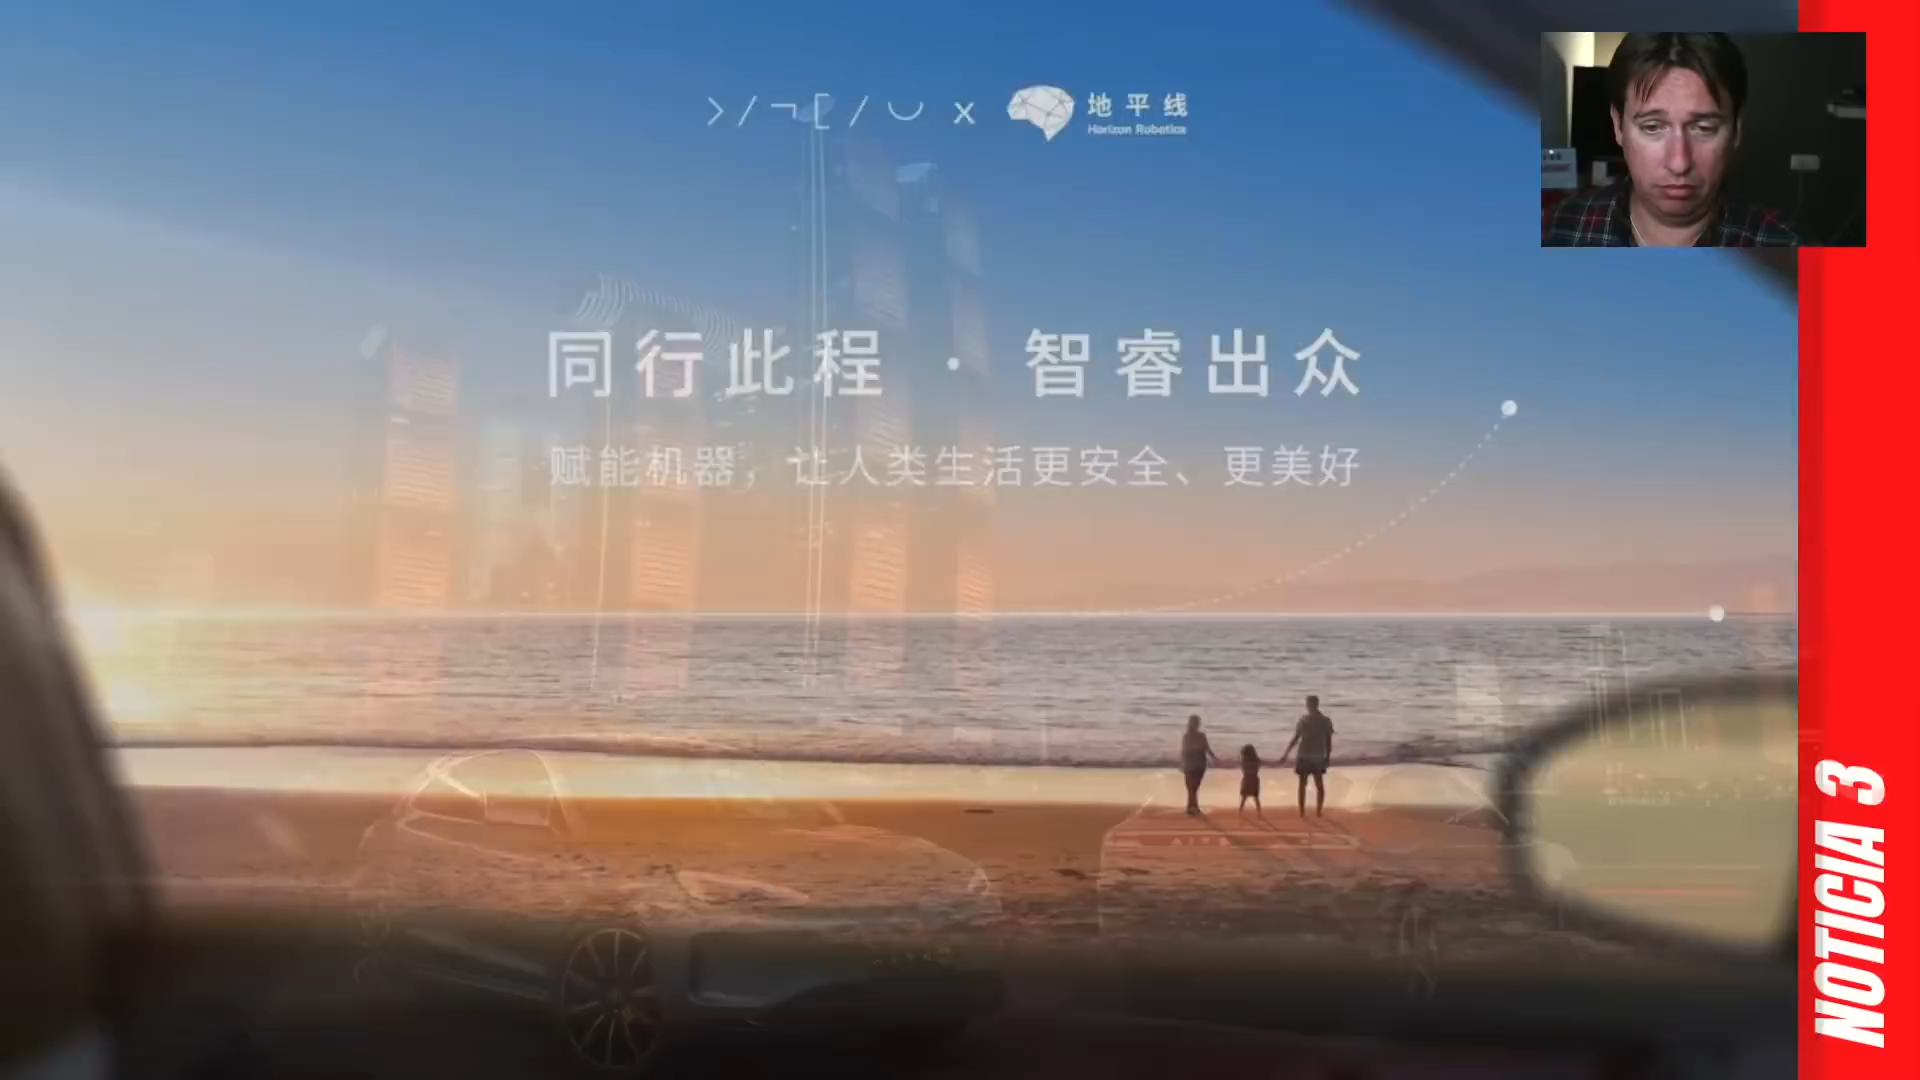 x 地平线
Horizon Robotics
同行此程 · 智睿出众
赋能机器，让人类生活更安全、更美好
NOTICIA 3